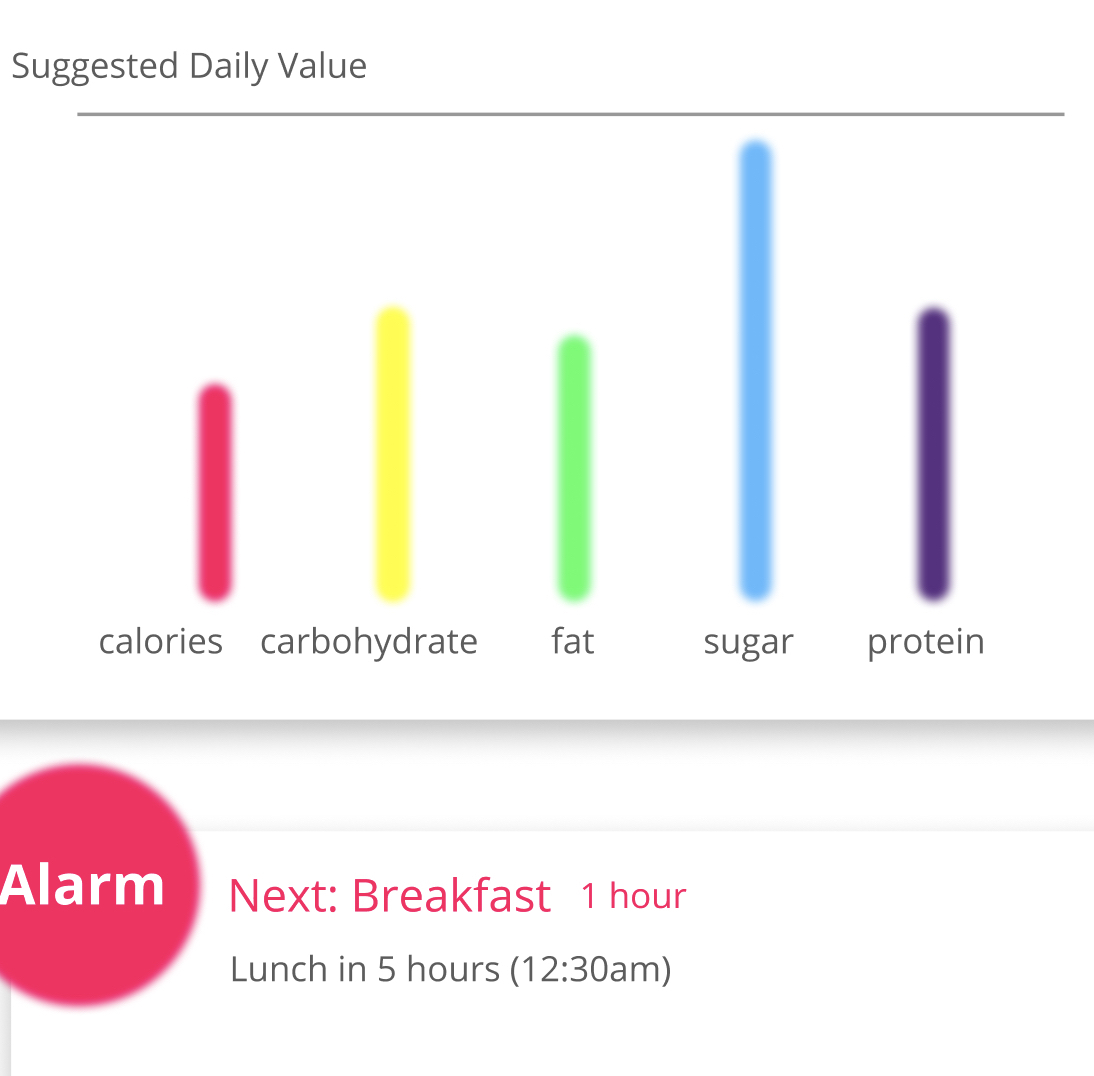 Suggested Daily Value
calories carbohydrate fat sugar protein
Alarm
Next: Breakfast 1 hour
Lunch in 5 hours (12:30am)